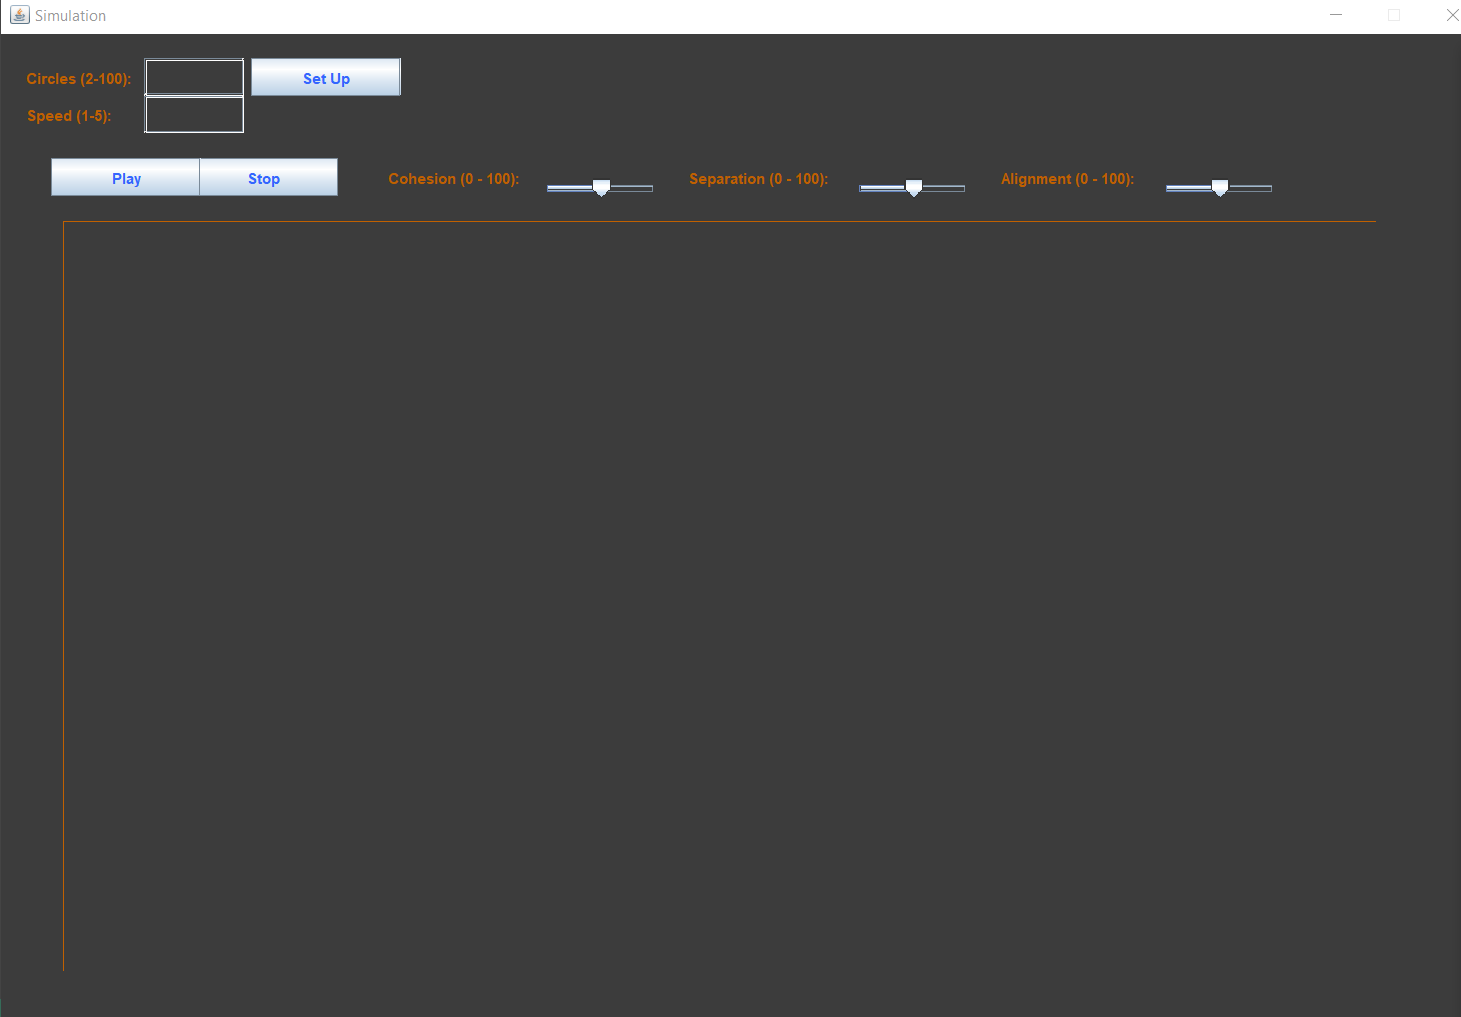 Simulation
Circles (2-100):
Set Up
Speed (1-5):
Play
Stop
Cohesion (0 - 100):
Separation (0 - 100):
Alignment (0 - 100):